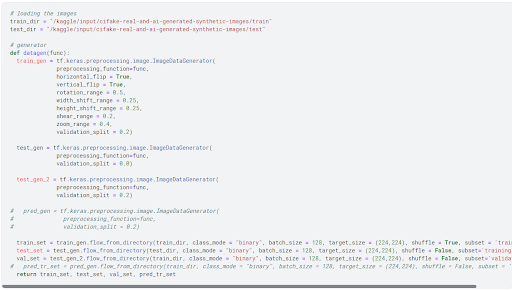 # loading the images
train_dir = "/kaggle/input/cifake-real-and-ai-generated-synthetic-images/train"
test_dir = "/kaggle/input/cifake-real-and-ai-generated-synthetic-images/test"
# generator
def datagen(func):
train_gen = tf.keras.preprocessing.image.ImageDataGenerator(
preprocessing_function=func,
horizontal_flip = True,
vertical_flip = True,
rotation_range = 0.5,
width_shift_range = 0.25,
height_shift_range = 0.25,
shear_range = 0.2,
zoom_range = 0.4,
validation_split = 0.2)
test_gen = tf.keras.preprocessing.image.ImageDataGenerator(
preprocessing_function=func,
validation_split = 0.0)
test_gen_2 = tf.keras.preprocessing.image.ImageDataGenerator(
preprocessing_function=func,
validation_split = 0.2)
# pred_gen = tf.keras.preprocessing.image.ImageDataGenerator(
# preprocessing_function=func,
# validation_split = 0.2)
train_set = train_gen.flow_from_directory(train_dir, class_mode = "binary", batch_size = 128, target_size = (224,224), shuffle = True, subset = 'trai
test_set = test_gen.flow_from_directory(test_dir, class_mode = "binary", batch_size = 128, target_size = (224,224), shuffle = False, subset='training
val_set = test_gen_2.flow_from_directory(train_dir, class_mode = "binary", batch_size = 128, target_size = (224,224), shuffle = False, subset='valida
# pred_tr_set = pred_gen.flow_from_directory(train_dir, class_mode = "binary", batch_size = 128, target_size = (224,224), shuffle = False, subset = '
return train_set, test_set, val_set, pred_tr_set